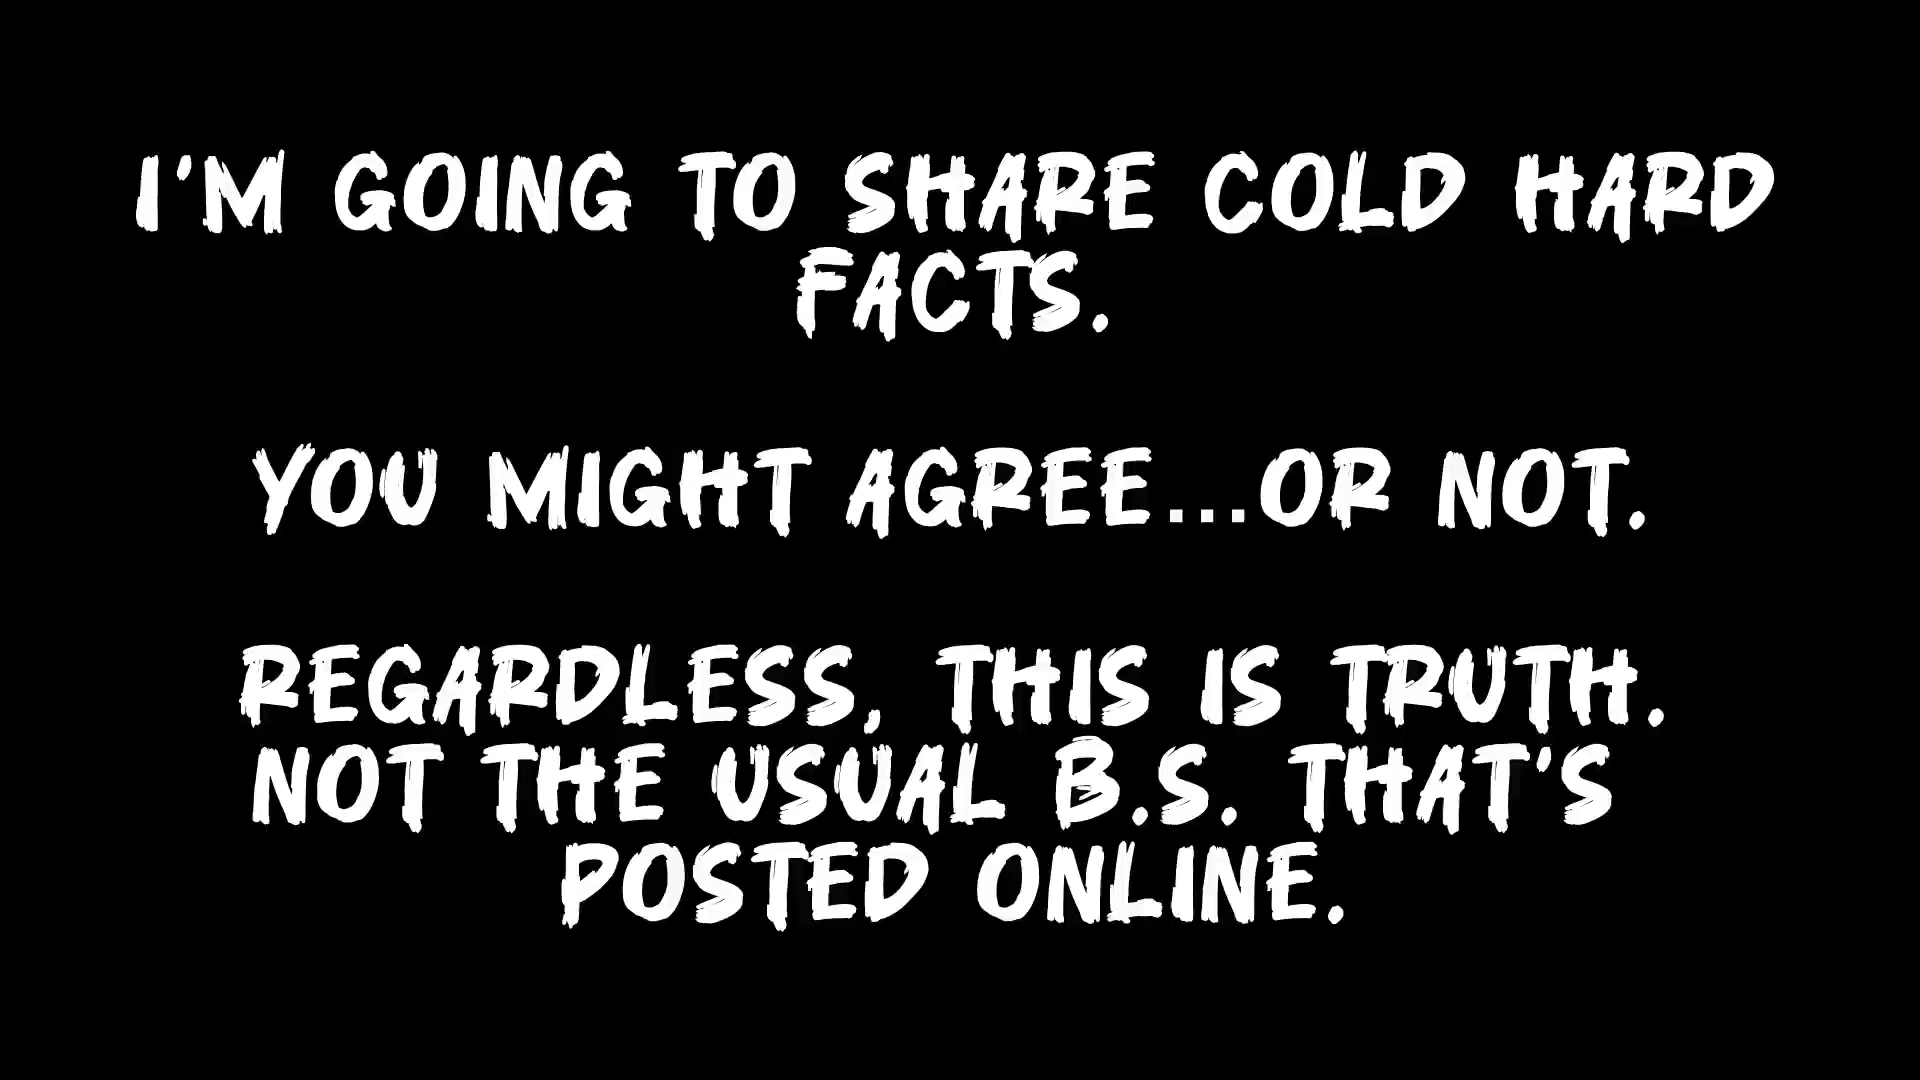 I'M GOING TO SHARE COLD HARD
FACTS.
YOU MIGHT AGREE...OR NOT.
REGARDLESS, THIS IS TRUTH.
NOT THE USUAL B.S. THAT'S
POSTED ONLINE.